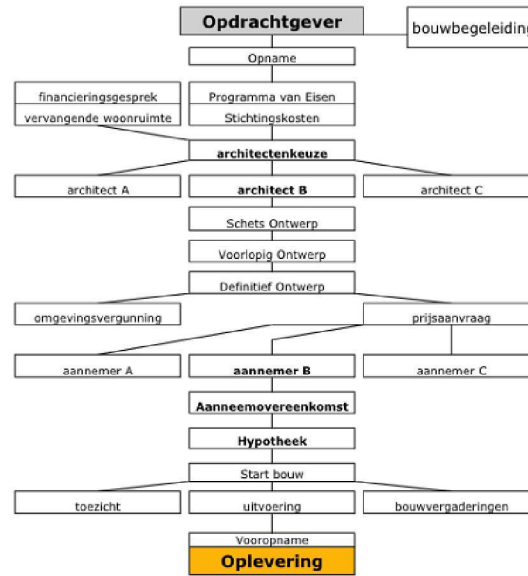 Opdrachtgever
bouwbegeleiding
Opname
financieringsgesprek
Programma van Eisen
vervangende woonruimte
Stichtingskosten
architectenkeuze
architect A
architect B
architect C
Schets Ontwerp
Voorlopig Ontwerp
Definitief Ontwerp
omgevingsvergunning
prijsaanvraag
aannemer A
aannemer B
aannemer C
Aanneemovereenkomst
Hypotheek
Start bouw
toezicht
uitvoering
bouwvergaderingen
Vooropname
Oplevering